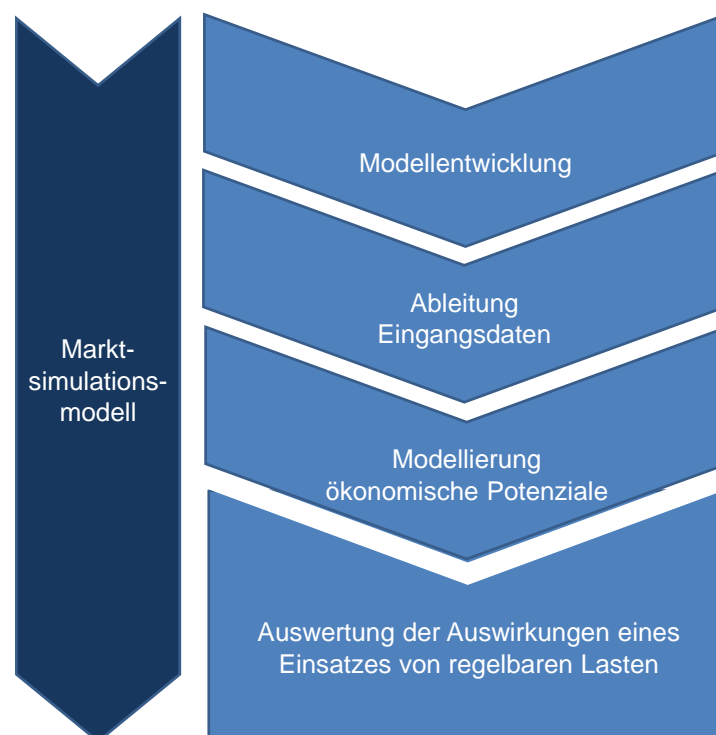 Markt-
simulations-
modell
Modellentwicklung
Ableitung
Eingangsdaten
Modellierung
ökonomische Potenziale
Auswertung der Auswirkungen eines
Einsatzes von regelbaren Lasten